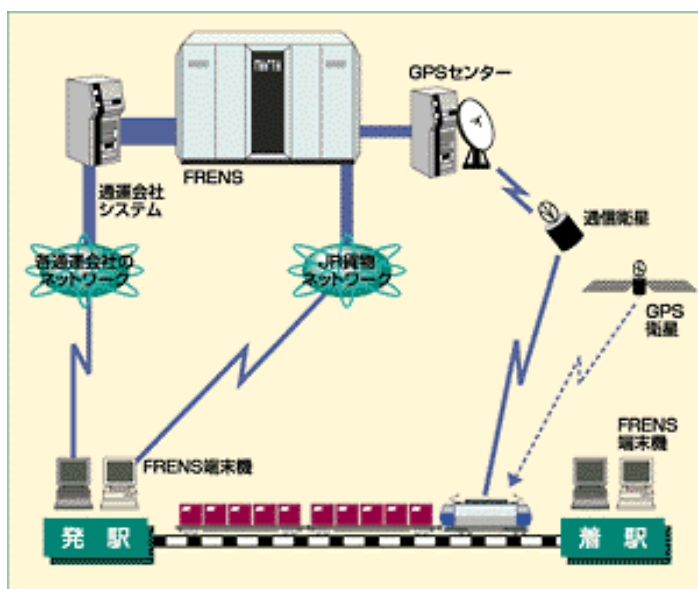 GPSセンター
FRENS
通運会社
システム
通信衛星
各通運会社の
ネットワーク
JR貨物
ネットワーク
GPS
衛星
FRENS
端末機
FRENS端末機
発駅
着駅